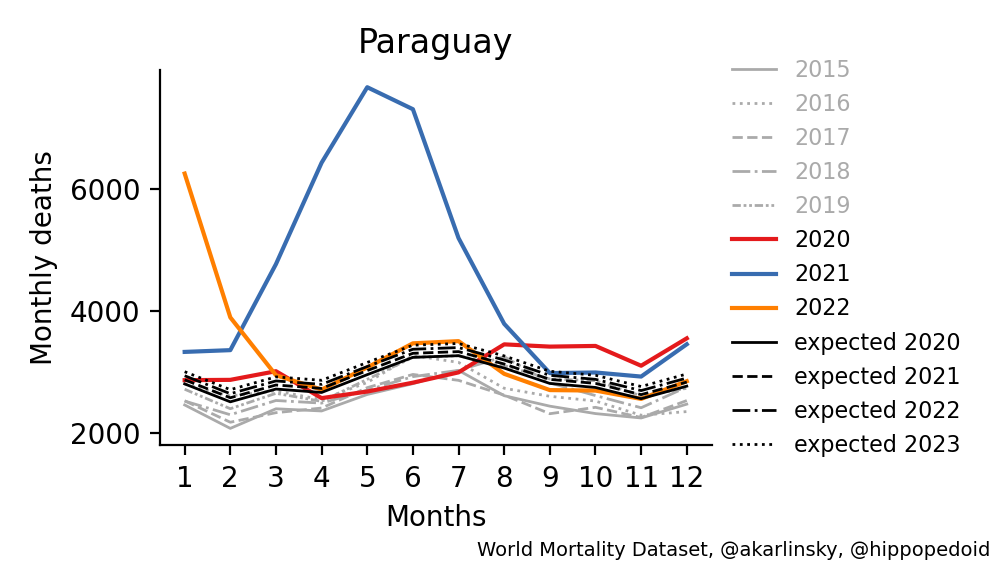 Paraguay
Monthly deaths
6000
4000
2000
1 2 3 4 5 6 7 8 9 10 11 12
Months
2015
2016
2017
2018
2019
2020
2021
2022
expected 2020
expected 2021
expected 2022
expected 2023
World Mortality Dataset, @akarlinsky, @hippopedoid